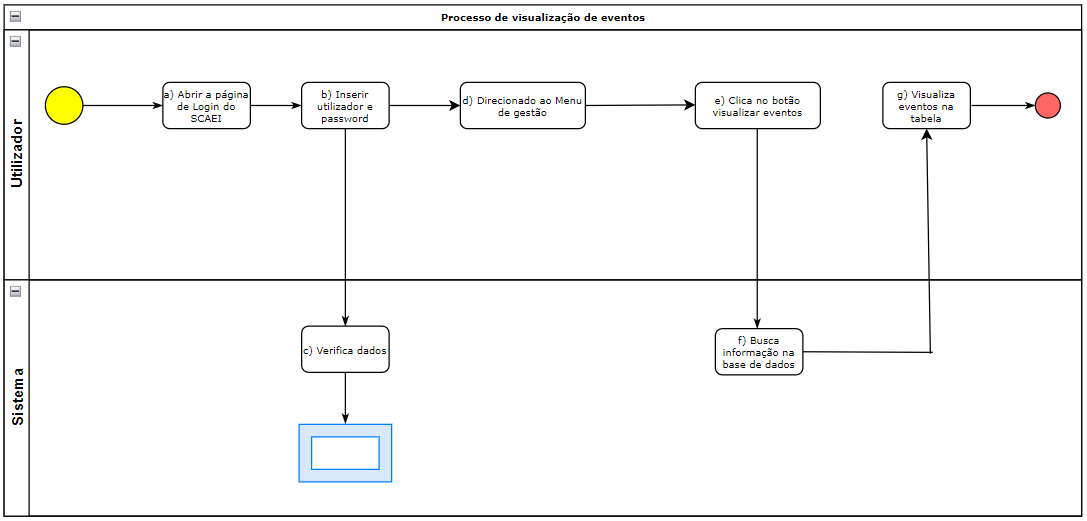 Processo de visualização de eventos
Utilizador
a) Abrir a página
de Login do
SCAEI
b) Inserir
utilizador e
password
d) Direcionado ao Menu
de gestão
e) Clica no botão
visualizar eventos
g) Visualiza
eventos na
tabela
Sistema
c) Verifica dados
f) Busca
informação na
base de dados